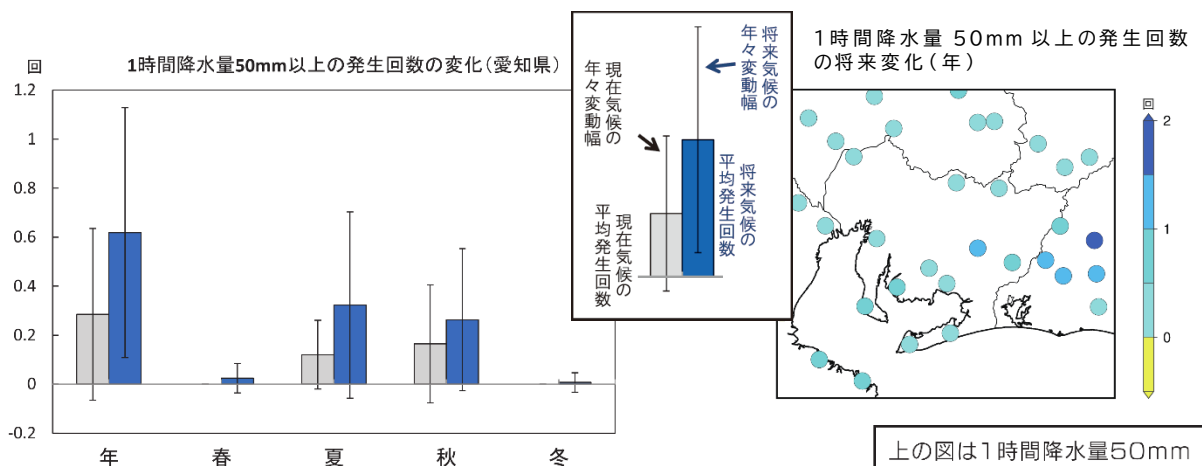 回
1時間降水量50mm以上の発生回数の変化(愛知県)
1.2
1
0.8
0.6
0.4
0.2
0
-0.2
年
春
夏
秋
冬
現在気候の
年々変動幅
将来気候の
年々変動幅
現在気候の
平均発生回数
将来気候の
平均発生回数
1時間降水量 50mm 以上の発生回数
の将来変化(年)
回
2
1
0
上の図は1時間降水量50mm